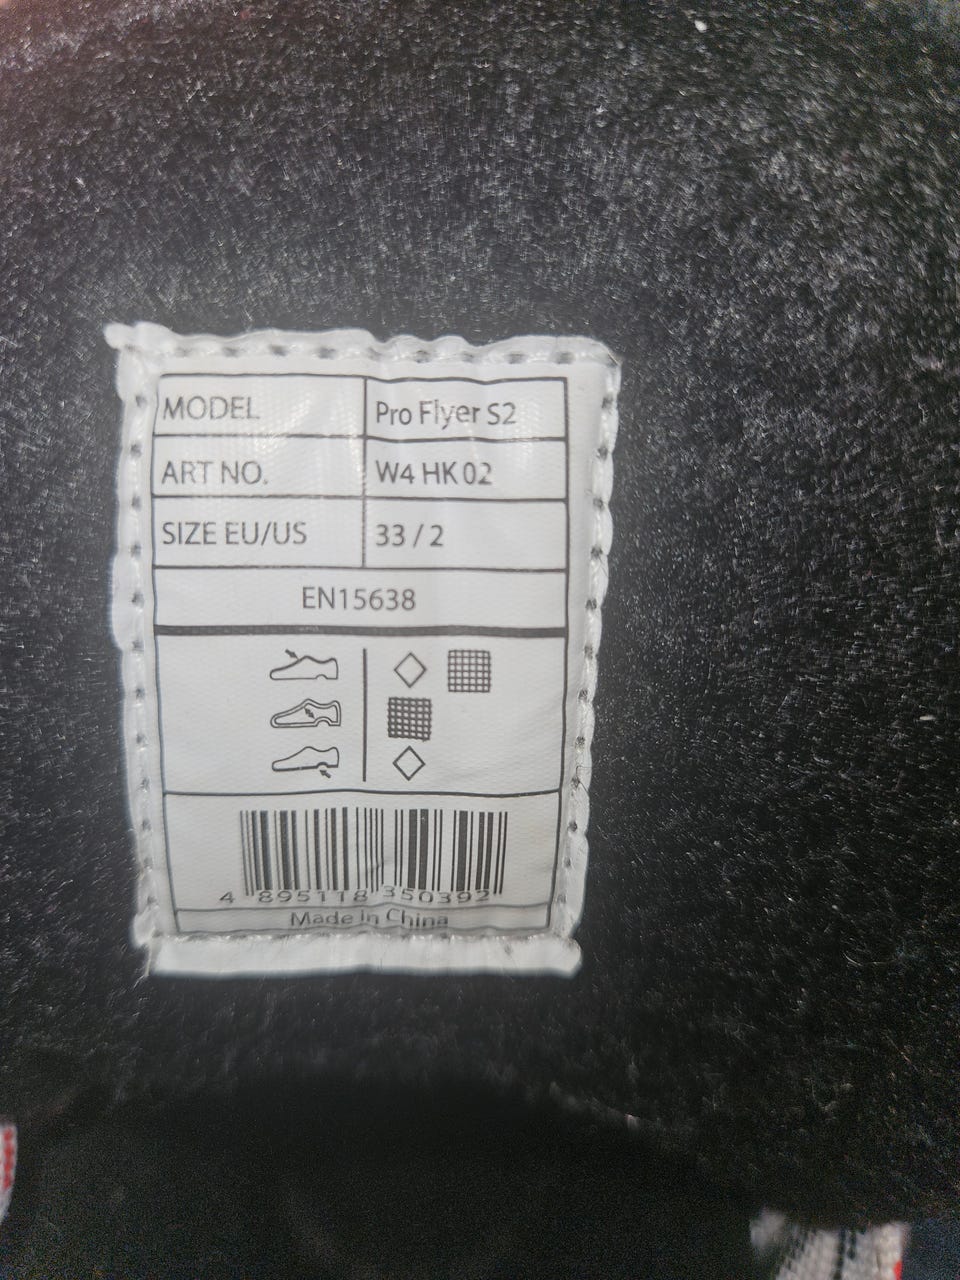 MODEL Pro Flyer S2
ART NO. W4 HK 02
SIZE EU/US 33 / 2
EN15638
4 895118 350392
Made in China